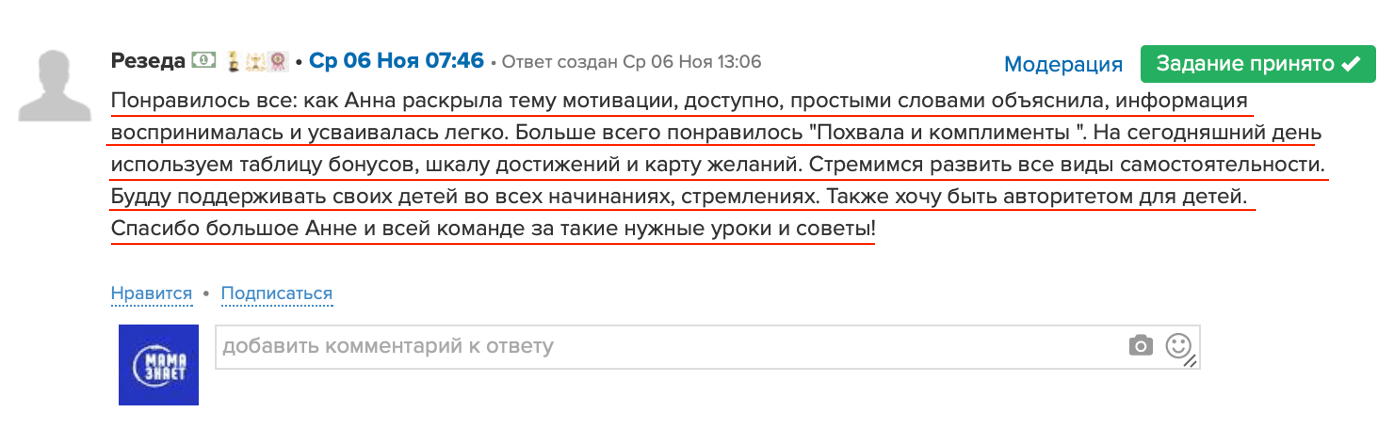 Резеда • Ср 06 Ноя 07:46 • Ответ создан Ср 06 Ноя 13:06
Модерация
Задание принято
Понравилось все: как Анна раскрыла тему мотивации, доступно, простыми словами объяснила, информация
воспринималась и усваивалась легко. Больше всего понравилось "Похвала и комплименты ". На сегодняшний день
используем таблицу бонусов, шкалу достижений и карту желаний. Стремимся развить все виды самостоятельности.
Будду поддерживать своих детей во всех начинаниях, стремлениях. Также хочу быть авторитетом для детей.
Спасибо большое Анне и всей команде за такие нужные уроки и советы!
Нравится • Подписаться
МАМА
ЗНАЕТ
добавить комментарий к ответу